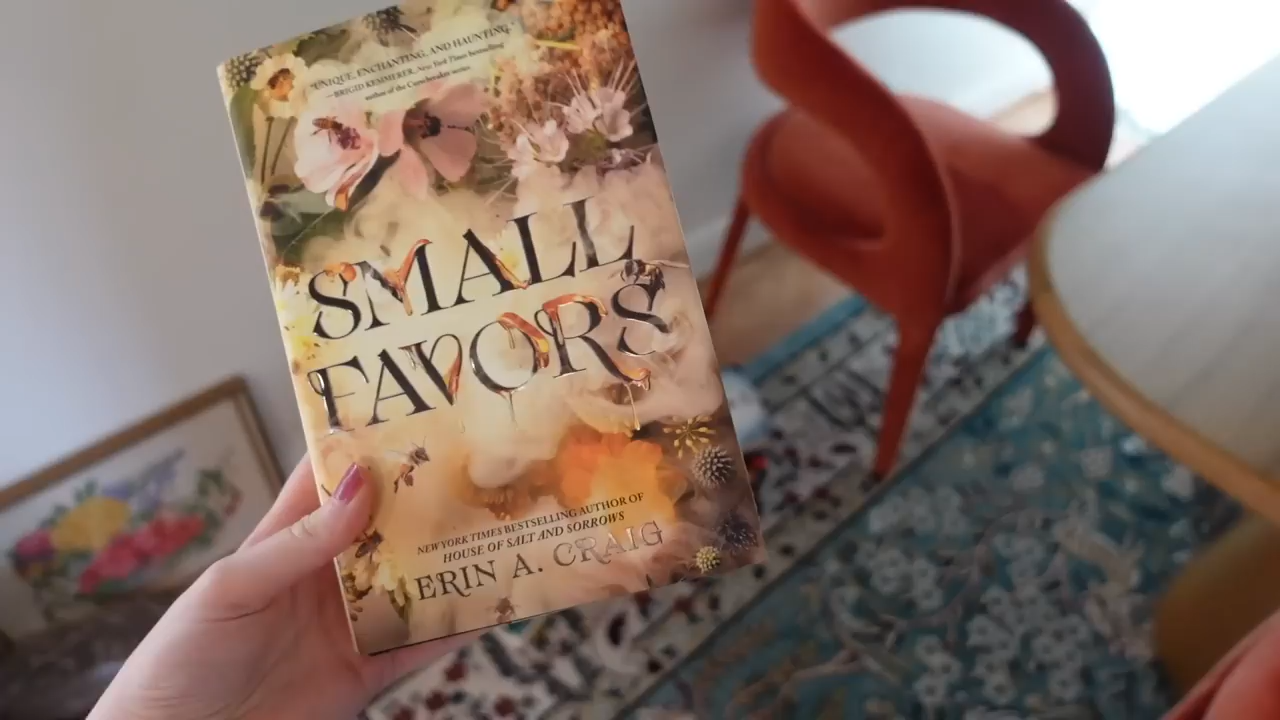 "UNIQUE, ENCHANTING, AND HAUNTING."
—BRIGID KEMMERER, New York Times bestselling
author of the Cursebreaker series
SMALL
FAVORS
NEW YORK TIMES BESTSELLING AUTHOR OF
HOUSE OF SALT AND SORROWS
ERIN A. CRAIG